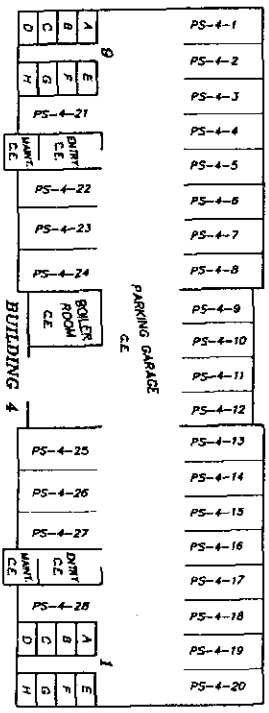 D C B A
8
H G F E
PS-4-21
MAINT. C.E.
ENTRY C.E.
PS-4-22
PS-4-23
PS-4-24
BOILER ROOM C.E.
BUILDING 4
PARKING GARAGE C.E.
PS-4-25
PS-4-26
PS-4-27
MAINT. C.E.
ENTRY C.E.
PS-4-28
D C B A
1
H G F E
PS-4-1
PS-4-2
PS-4-3
PS-4-4
PS-4-5
PS-4-6
PS-4-7
PS-4-8
PS-4-9
PS-4-10
PS-4-11
PS-4-12
PS-4-13
PS-4-14
PS-4-15
PS-4-16
PS-4-17
PS-4-18
PS-4-19
PS-4-20